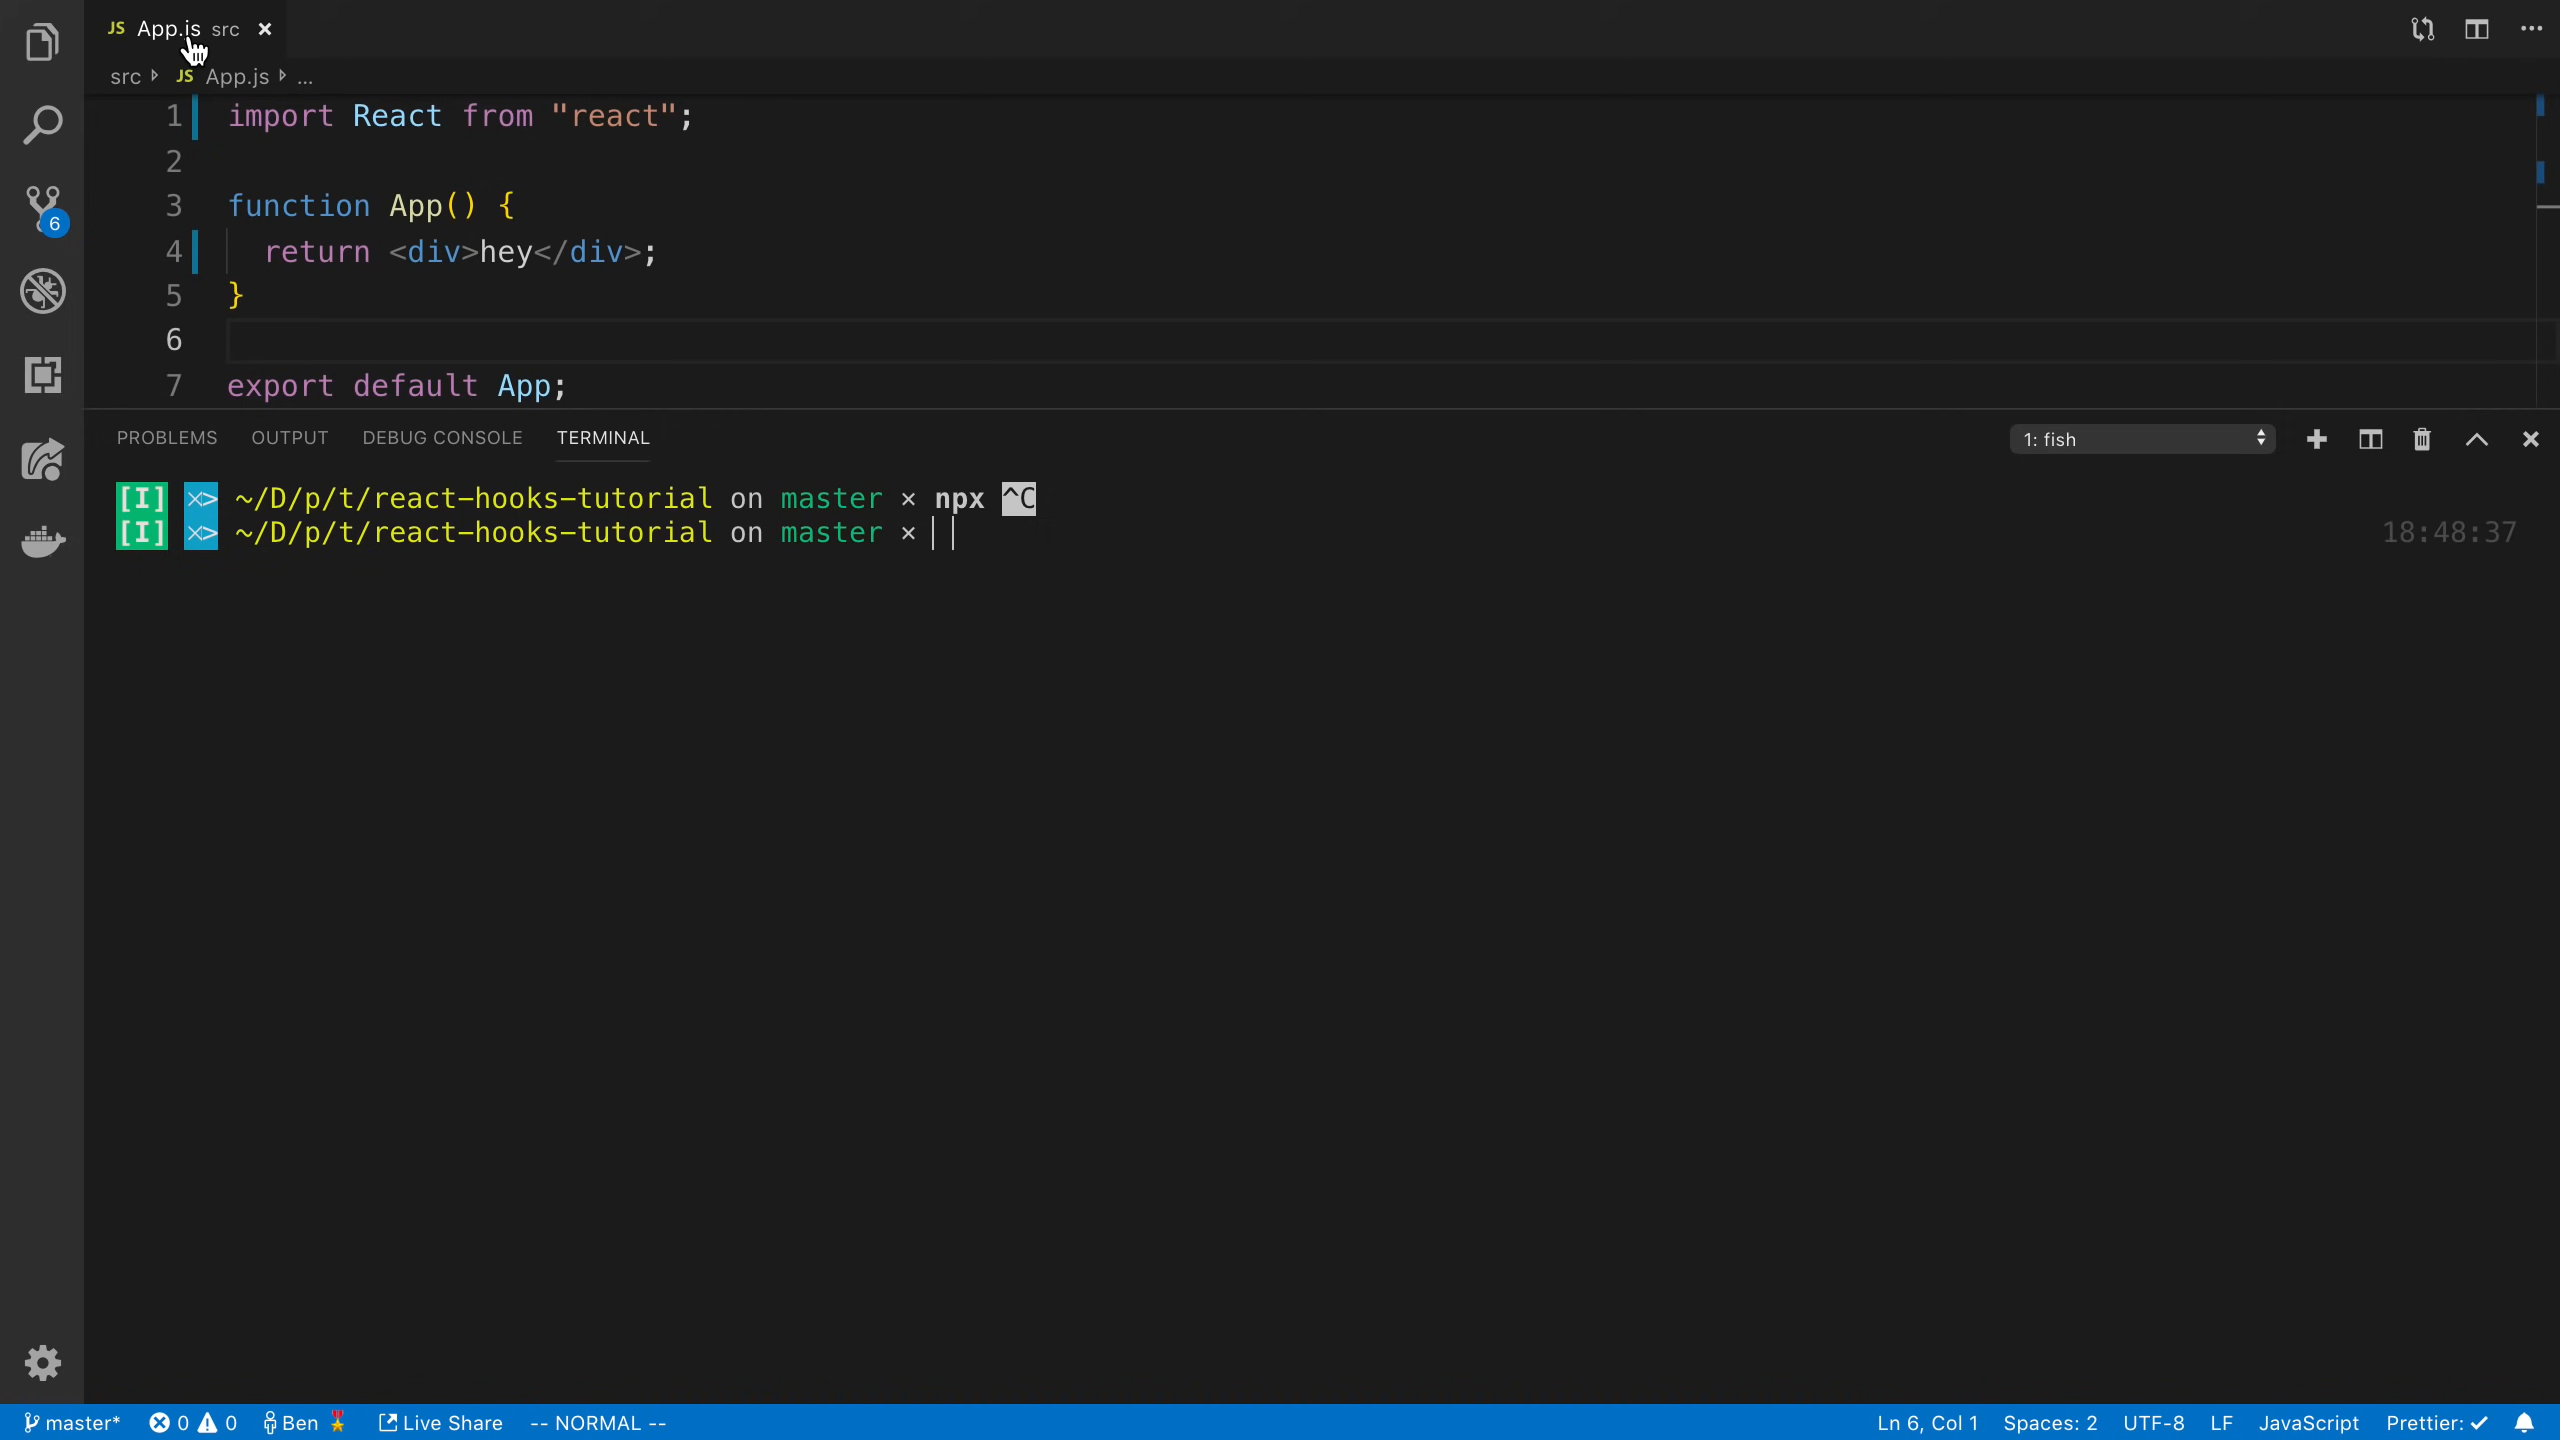 JS App.js src ×
src JS App.js ...
1 import React from "react";
2
3 function App() {
4 return <div>hey</div>;
5 }
6
7 export default App;
6
PROBLEMS OUTPUT DEBUG CONSOLE TERMINAL 1: fish
[I] ×> ~/D/p/t/react-hooks-tutorial on master × npx ^C
[I] ×> ~/D/p/t/react-hooks-tutorial on master × 18:48:37
master* 0 0 Ben Live Share -- NORMAL -- Ln 6, Col 1 Spaces: 2 UTF-8 LF JavaScript Prettier: ✓